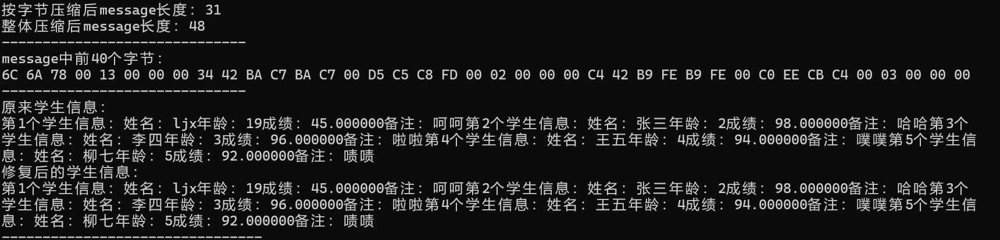 按字节压缩后message长度: 31
整体压缩后message长度: 48
------------------------------
message中前40个字节:
6C 6A 78 00 13 00 00 00 34 42 BA C7 BA C7 00 D5 C5 C8 FD 00 02 00 00 00 C4 42 B9 FE B9 FE 00 C0 EE CB C4 00 03 00 00 00
------------------------------
原来学生信息:
第1个学生信息: 姓名: ljx年龄: 19成绩: 45.000000备注: 呵呵第2个学生信息: 姓名: 张三年龄: 2成绩: 98.000000备注: 哈哈第3个
学生信息: 姓名: 李四年龄: 3成绩: 96.000000备注: 啦啦第4个学生信息: 姓名: 王五年龄: 4成绩: 94.000000备注: 噗噗第5个学生信
息: 姓名: 柳七年龄: 5成绩: 92.000000备注: 啧啧
修复后的学生信息:
第1个学生信息: 姓名: ljx年龄: 19成绩: 45.000000备注: 呵呵第2个学生信息: 姓名: 张三年龄: 2成绩: 98.000000备注: 哈哈第3个
学生信息: 姓名: 李四年龄: 3成绩: 96.000000备注: 啦啦第4个学生信息: 姓名: 王五年龄: 4成绩: 94.000000备注: 噗噗第5个学生信
息: 姓名: 柳七年龄: 5成绩: 92.000000备注: 啧啧
--------------------------------